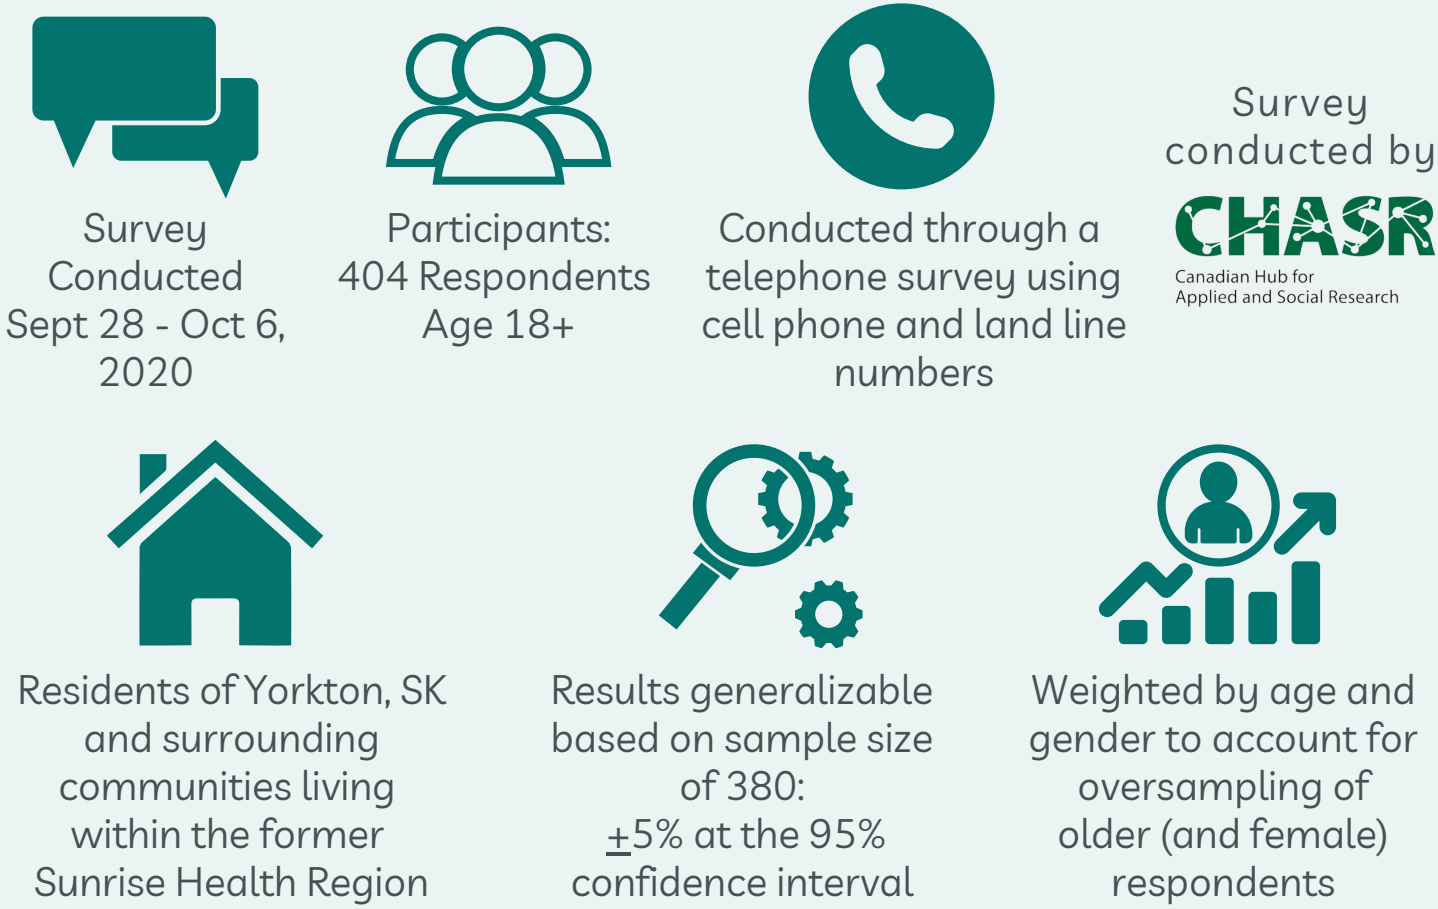 Survey
Conducted
Sept 28 - Oct 6,
2020
Participants:
404 Respondents
Age 18+
Conducted through a
telephone survey using
cell phone and land line
numbers
Survey
conducted by
CHASR
Canadian Hub for
Applied and Social Research
Residents of Yorkton, SK
and surrounding
communities living
within the former
Sunrise Health Region
Results generalizable
based on sample size
of 380:
±5% at the 95%
confidence interval
Weighted by age and
gender to account for
oversampling of
older (and female)
respondents